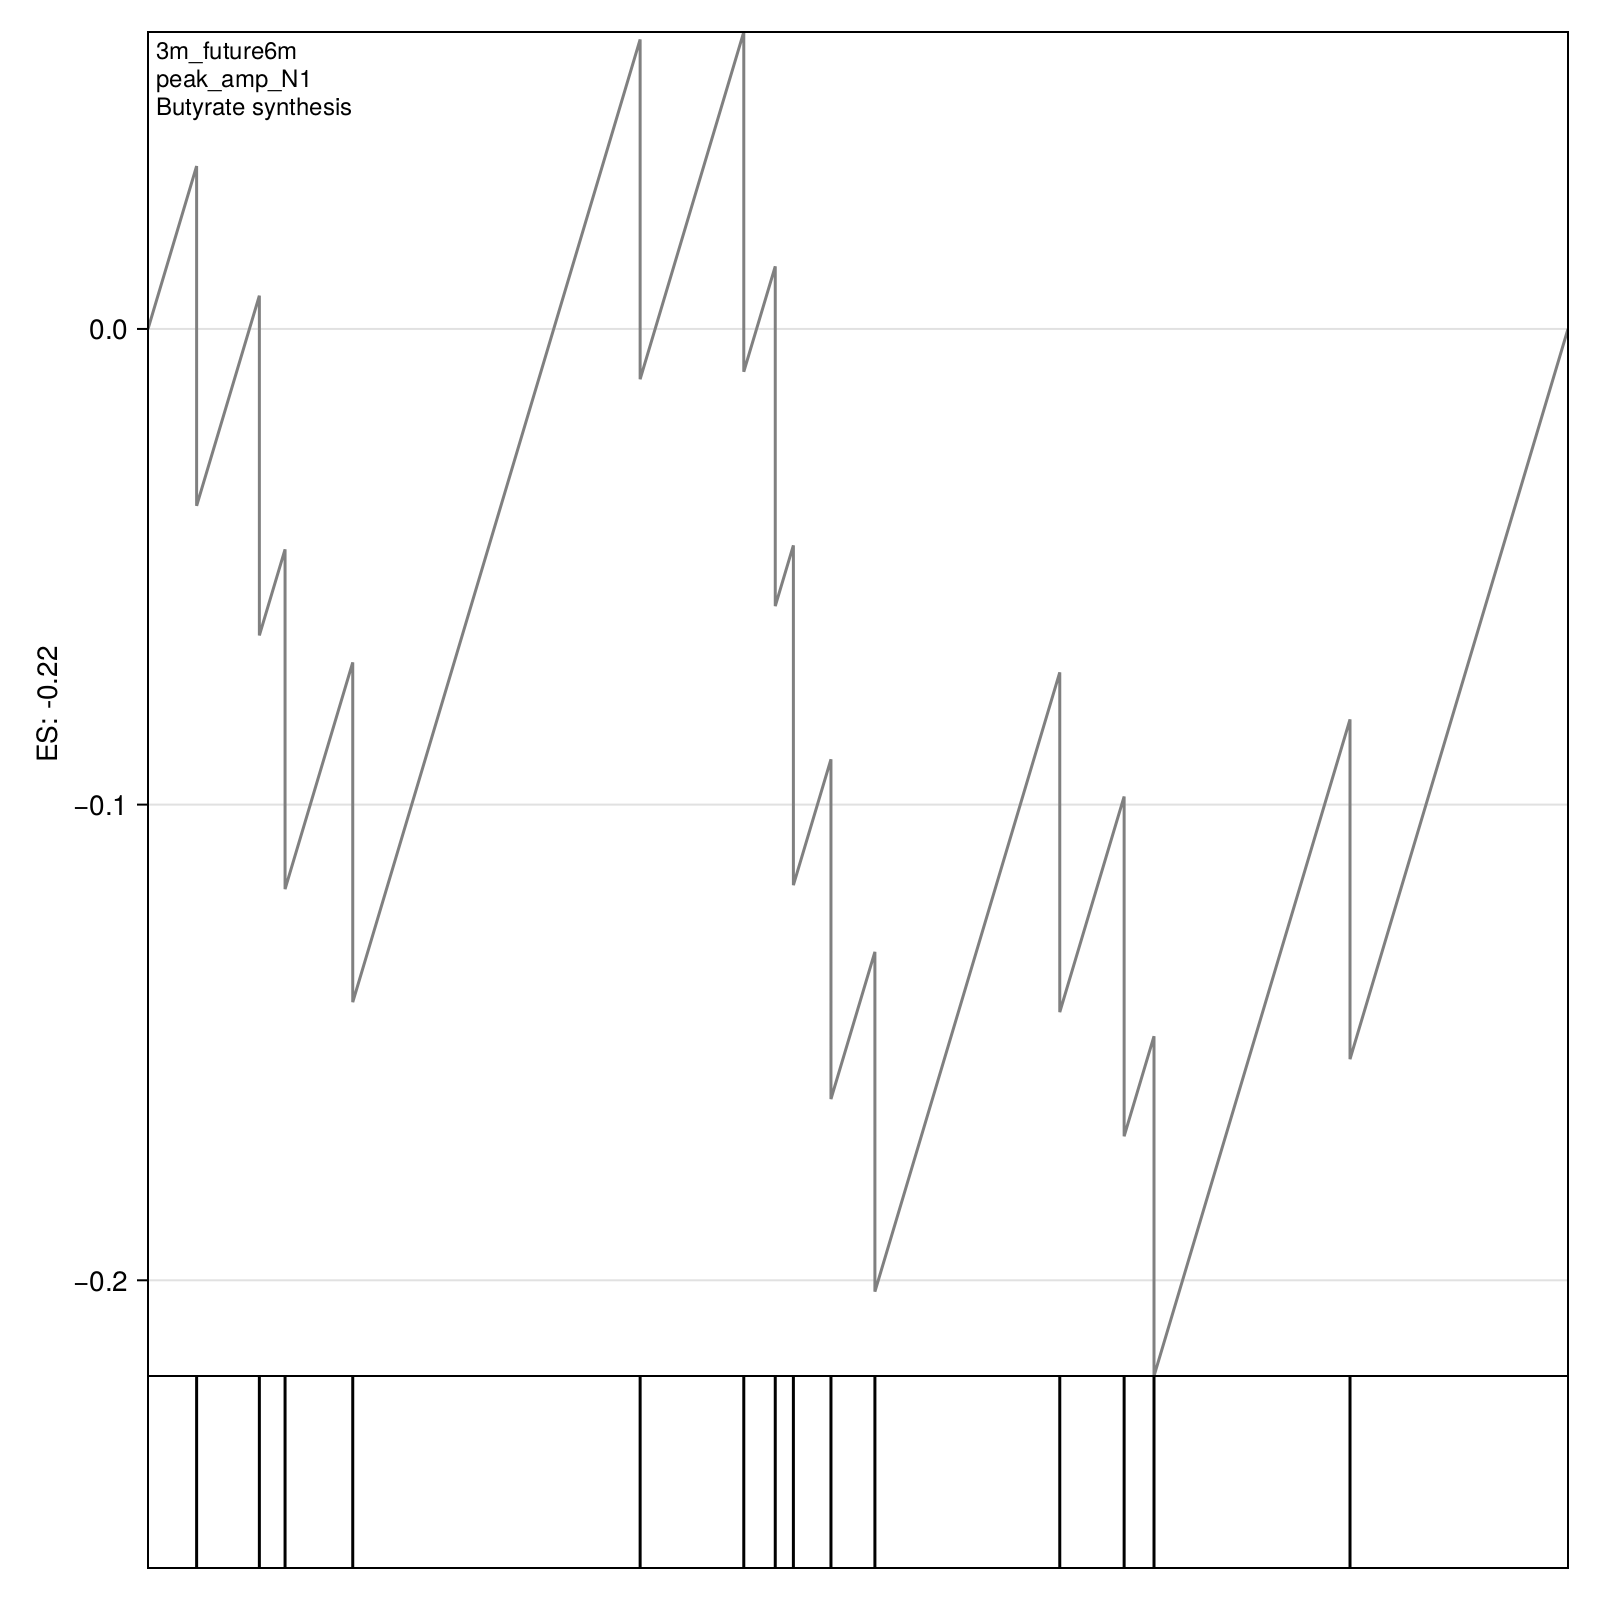 3m_future6m
peak_amp_N1
Butyrate synthesis
0.0
ES: -0.22
−0.1
−0.2